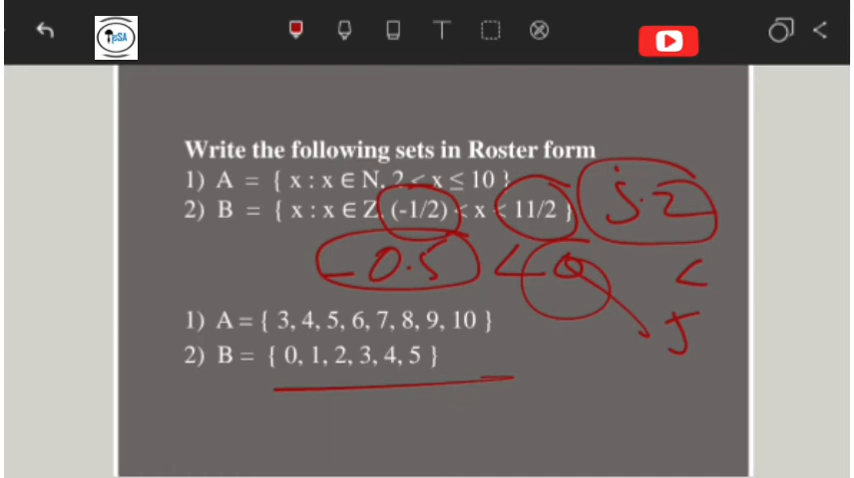 TPSA
Write the following sets in Roster form
1) A = { x : x ∈ N, 2 < x ≤ 10 }
2) B = { x : x ∈ Z, (-1/2) < x < 11/2 }
5.2
-0.5 < 0 <
5
1) A = { 3, 4, 5, 6, 7, 8, 9, 10 }
2) B = { 0, 1, 2, 3, 4, 5 }